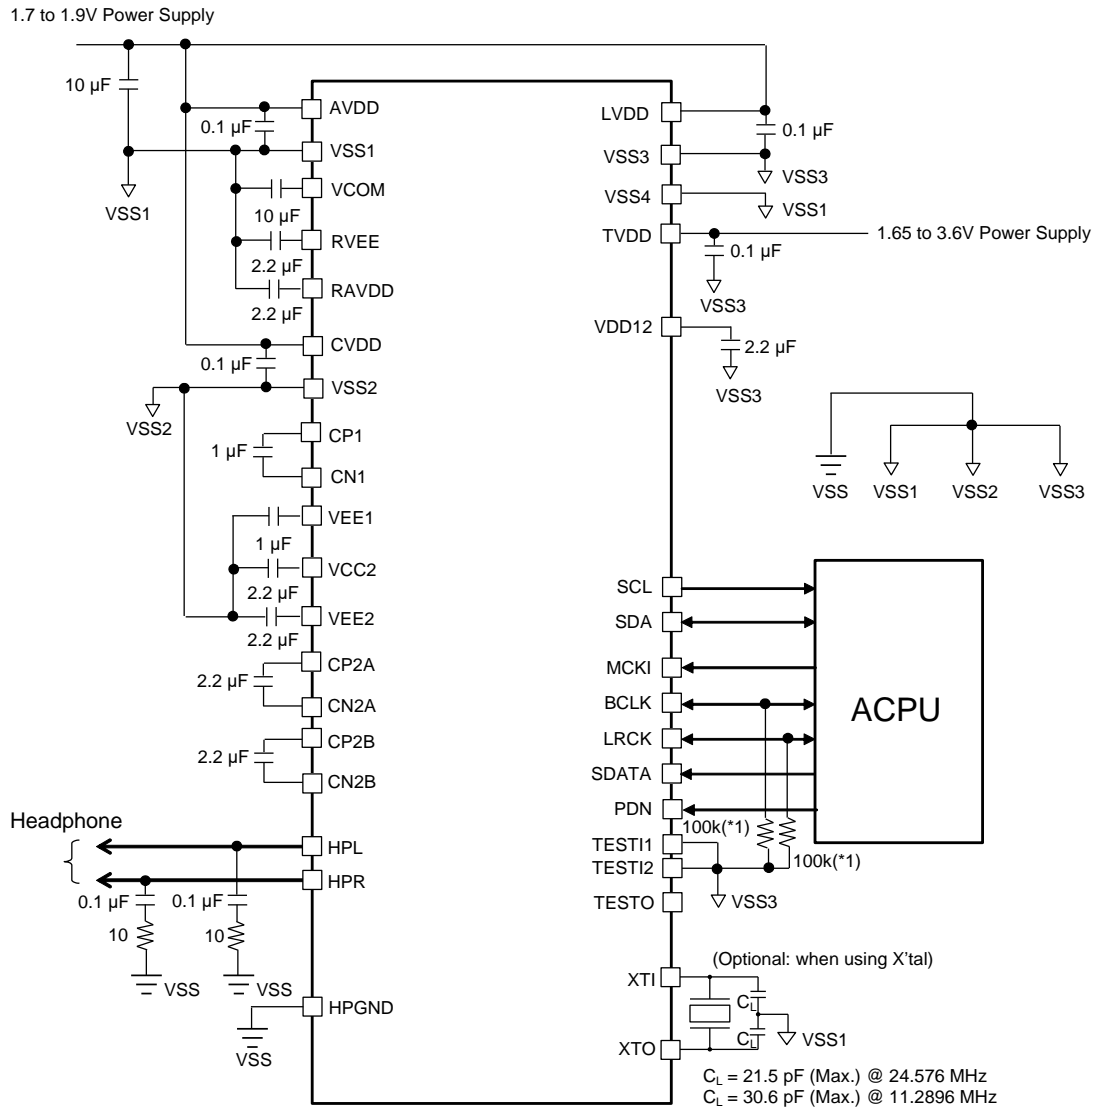 1.7 to 1.9V Power Supply
10 µF
AVDD
0.1 µF
VSS1
VSS1
VCOM
10 µF
RVEE
2.2 µF
RAVDD
2.2 µF
CVDD
0.1 µF
VSS2
VSS2
CP1
1 µF
CN1
VEE1
1 µF
VCC2
2.2 µF
VEE2
2.2 µF
CP2A
2.2 µF
CN2A
CP2B
2.2 µF
CN2B
Headphone
HPL
HPR
0.1 µF
0.1 µF
10
10
VSS
VSS
HPGND
VSS
LVDD
0.1 µF
VSS3
VSS3
VSS4
VSS1
TVDD
1.65 to 3.6V Power Supply
0.1 µF
VSS3
VDD12
2.2 µF
VSS3
VSS
VSS1
VSS2
VSS3
SCL
SDA
MCKI
BCLK
LRCK
SDATA
PDN
ACPU
100k(*1)
100k(*1)
TESTI1
TESTI2
VSS3
TESTO
(Optional: when using X'tal)
XTI
CL
CL
VSS1
XTO
CL = 21.5 pF (Max.) @ 24.576 MHz
CL = 30.6 pF (Max.) @ 11.2896 MHz